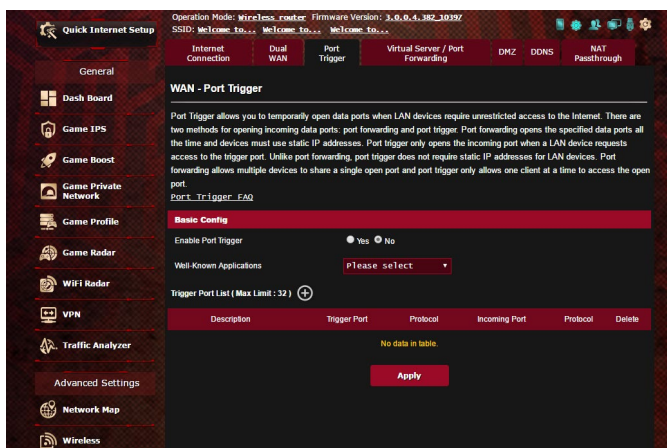 Operation Mode: Wireless router Firmware Version: 3.0.0.4.382_10397
SSID: Welcome to... Welcome to... Welcome to...
Quick Internet Setup
General
Dash Board
Game IPS
Game Boost
Game Private
Network
Game Profile
Game Radar
WiFi Radar
VPN
Traffic Analyzer
Advanced Settings
Network Map
Wireless
Internet
Connection
Dual
WAN
Port
Trigger
Virtual Server / Port
Forwarding
DMZ
DDNS
NAT
Passthrough
WAN - Port Trigger
Port Trigger allows you to temporarily open data ports when LAN devices require unrestricted access to the Internet. There are
two methods for opening incoming data ports: port forwarding and port trigger. Port forwarding opens the specified data ports all
the time and devices must use static IP addresses. Port trigger only opens the incoming port when a LAN device requests
access to the trigger port. Unlike port forwarding, port trigger does not require static IP addresses for LAN devices. Port
forwarding allows multiple devices to share a single open port and port trigger only allows one client at a time to access the open
port.
Port Trigger FAQ
Basic Config
Enable Port Trigger Yes No
Well-Known Applications Please select
Trigger Port List ( Max Limit : 32 )
Description Trigger Port Protocol Incoming Port Protocol Delete
No data in table.
Apply